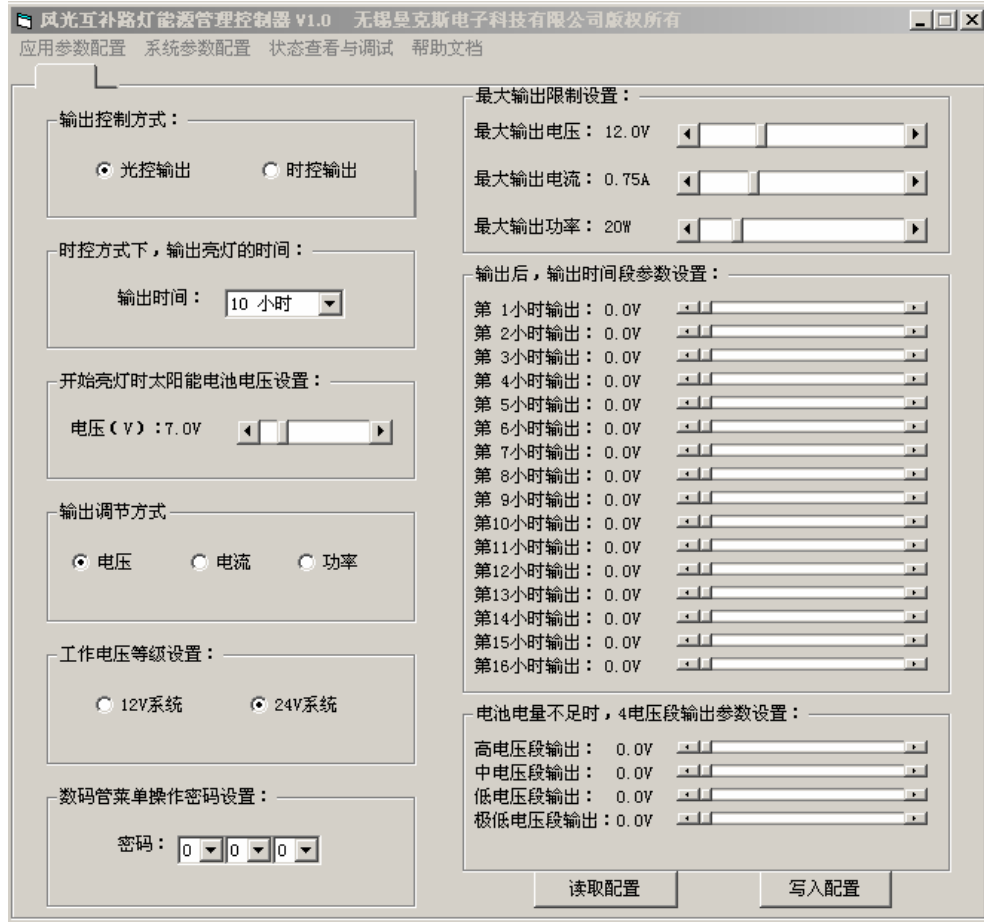 风光互补路灯能源管理控制器 V1.0 无锡曼克斯电子科技有限公司版权所有
应用参数配置 系统参数配置 状态查看与调试 帮助文档
输出控制方式：
光控输出 时控输出
时控方式下，输出亮灯的时间：
输出时间： 10 小时
开始亮灯时太阳能电池电压设置：
电压(V):7.0V
输出调节方式
电压 电流 功率
工作电压等级设置：
12V系统 24V系统
数码管菜单操作密码设置：
密码： 0 0 0
最大输出限制设置：
最大输出电压： 12.0V
最大输出电流： 0.75A
最大输出功率： 20W
输出后，输出时间段参数设置：
第 1小时输出： 0.0V
第 2小时输出： 0.0V
第 3小时输出： 0.0V
第 4小时输出： 0.0V
第 5小时输出： 0.0V
第 6小时输出： 0.0V
第 7小时输出： 0.0V
第 8小时输出： 0.0V
第 9小时输出： 0.0V
第10小时输出： 0.0V
第11小时输出： 0.0V
第12小时输出： 0.0V
第13小时输出： 0.0V
第14小时输出： 0.0V
第15小时输出： 0.0V
第16小时输出： 0.0V
电池电量不足时，4电压段输出参数设置：
高电压段输出： 0.0V
中电压段输出： 0.0V
低电压段输出： 0.0V
极低电压段输出：0.0V
读取配置 写入配置